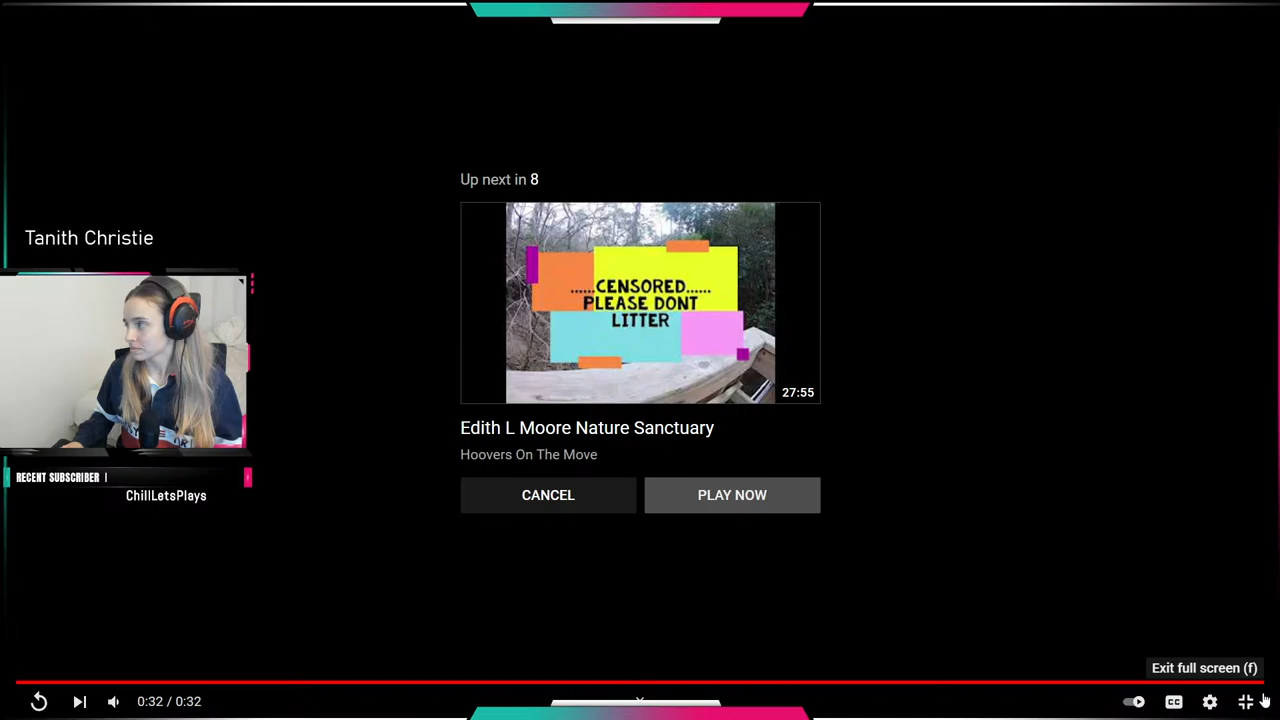 Up next in 8
Tanith Christie
......CENSORED......
PLEASE DONT
LITTER
27:55
Edith L Moore Nature Sanctuary
Hoovers On The Move
RECENT SUBSCRIBER
ChillLetsPlays
CANCEL
PLAY NOW
Exit full screen (f)
0:32 / 0:32
CC